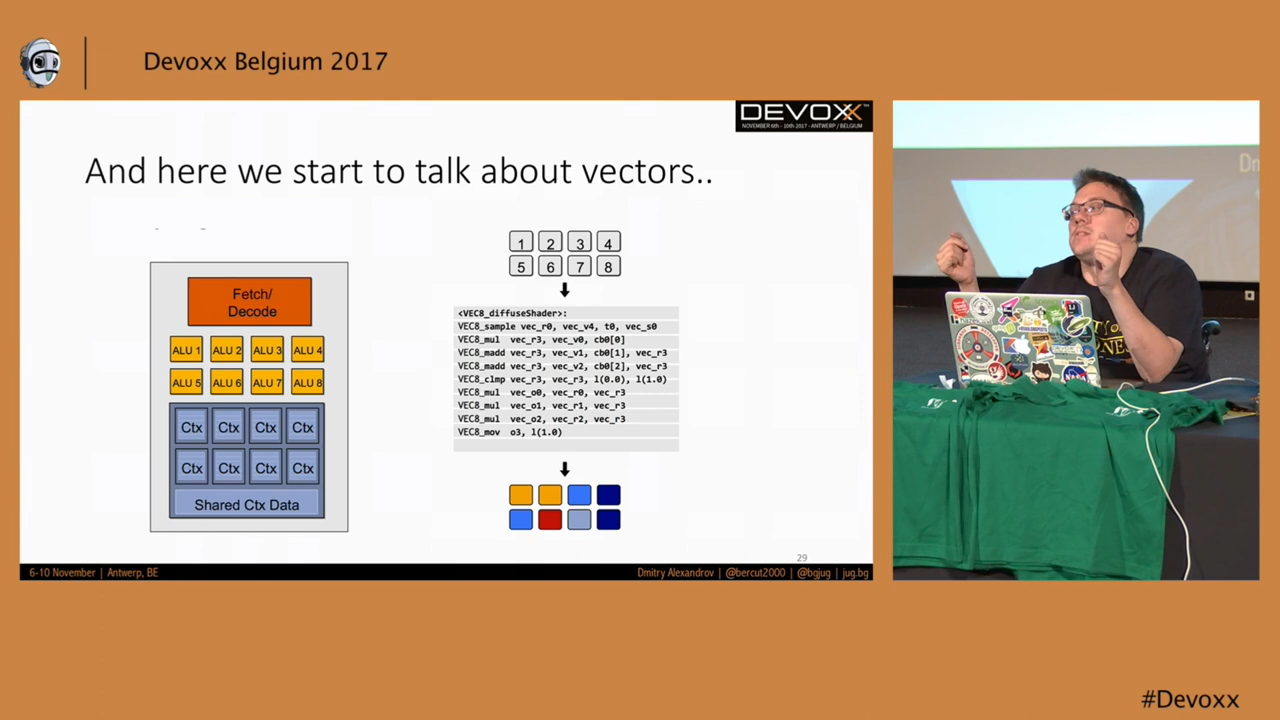 Devoxx Belgium 2017
DEVOXX™
NOVEMBER 6th - 10th 2017 - ANTWERP / BELGIUM
And here we start to talk about vectors..
Fetch/
Decode
ALU 1 ALU 2 ALU 3 ALU 4
ALU 5 ALU 6 ALU 7 ALU 8
Ctx Ctx Ctx Ctx
Ctx Ctx Ctx Ctx
Shared Ctx Data
1 2 3 4
5 6 7 8
<VEC8_diffuseShader>:
VEC8_sample vec_r0, vec_v4, t0, vec_s0
VEC8_mul vec_r3, vec_v0, cb0[0]
VEC8_madd vec_r3, vec_v1, cb0[1], vec_r3
VEC8_madd vec_r3, vec_v2, cb0[2], vec_r3
VEC8_clmp vec_r3, vec_r3, l(0.0), l(1.0)
VEC8_mul vec_o0, vec_r0, vec_r3
VEC8_mul vec_o1, vec_r1, vec_r3
VEC8_mul vec_o2, vec_r2, vec_r3
VEC8_mov o3, l(1.0)
29
6-10 November | Antwerp, BE
Dmitry Alexandrov | @bercut2000 | @bgjug | jug.bg
#Devoxx